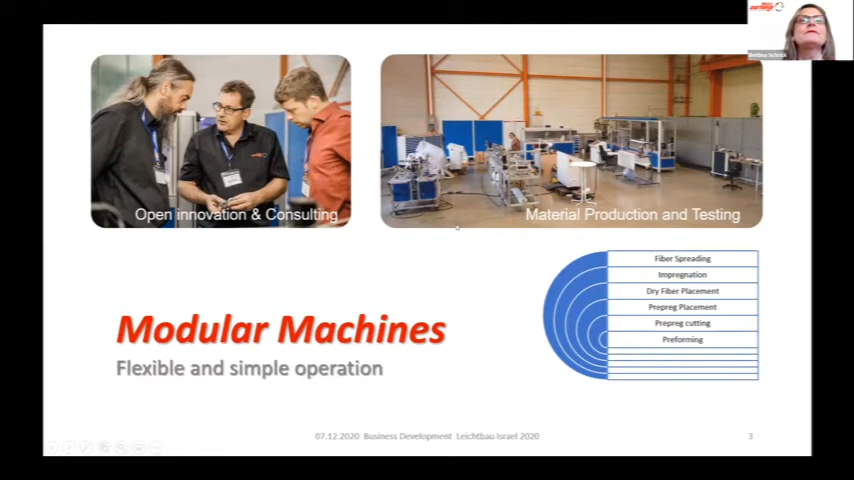 Open innovation & Consulting
Material Production and Testing
Fiber Spreading
Impregnation
Dry Fiber Placement
Prepreg Placement
Prepreg cutting
Preforming
Modular Machines
Flexible and simple operation
07.12.2020 Business Development Leichtbau Israel 2020
3